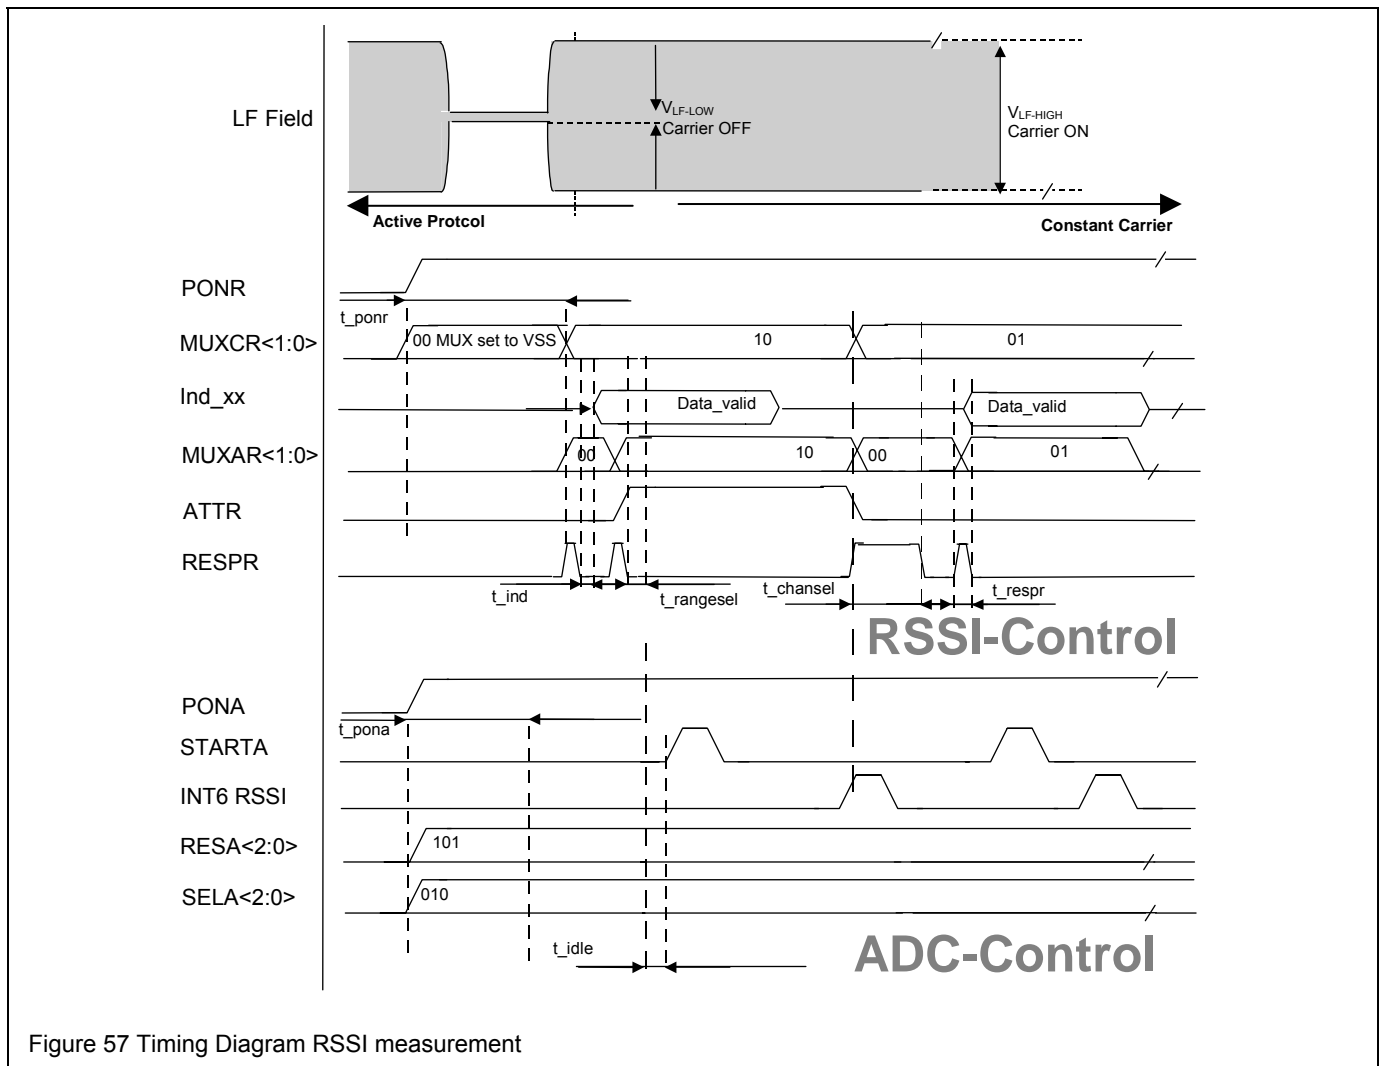 LF Field
VLF-LOW
Carrier OFF
VLF-HIGH
Carrier ON
Active Protcol
Constant Carrier
PONR
t_ponr
MUXCR<1:0>
00 MUX set to VSS
10
01
Ind_xx
Data_valid
Data_valid
MUXAR<1:0>
00
10
00
01
ATTR
RESPR
t_ind
t_rangesel
t_chansel
t_respr
RSSI-Control
PONA
t_pona
STARTA
INT6 RSSI
RESA<2:0>
101
SELA<2:0>
010
t_idle
ADC-Control
Figure 57 Timing Diagram RSSI measurement